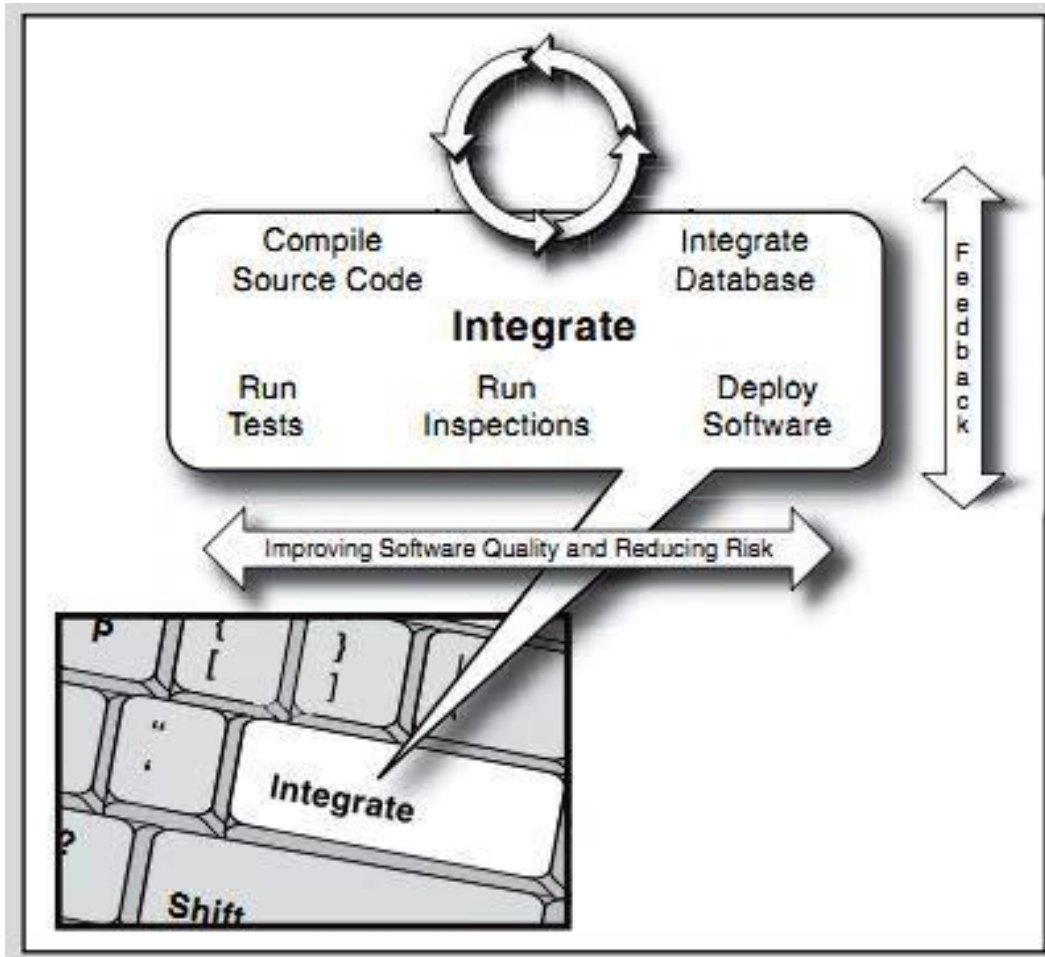 Compile
Source Code
Integrate
Database
Integrate
Run
Tests
Run
Inspections
Deploy
Software
Feedback
Improving Software Quality and Reducing Risk
P
{
[
}
]
|
\
“
‘
Integrate
?
Shift